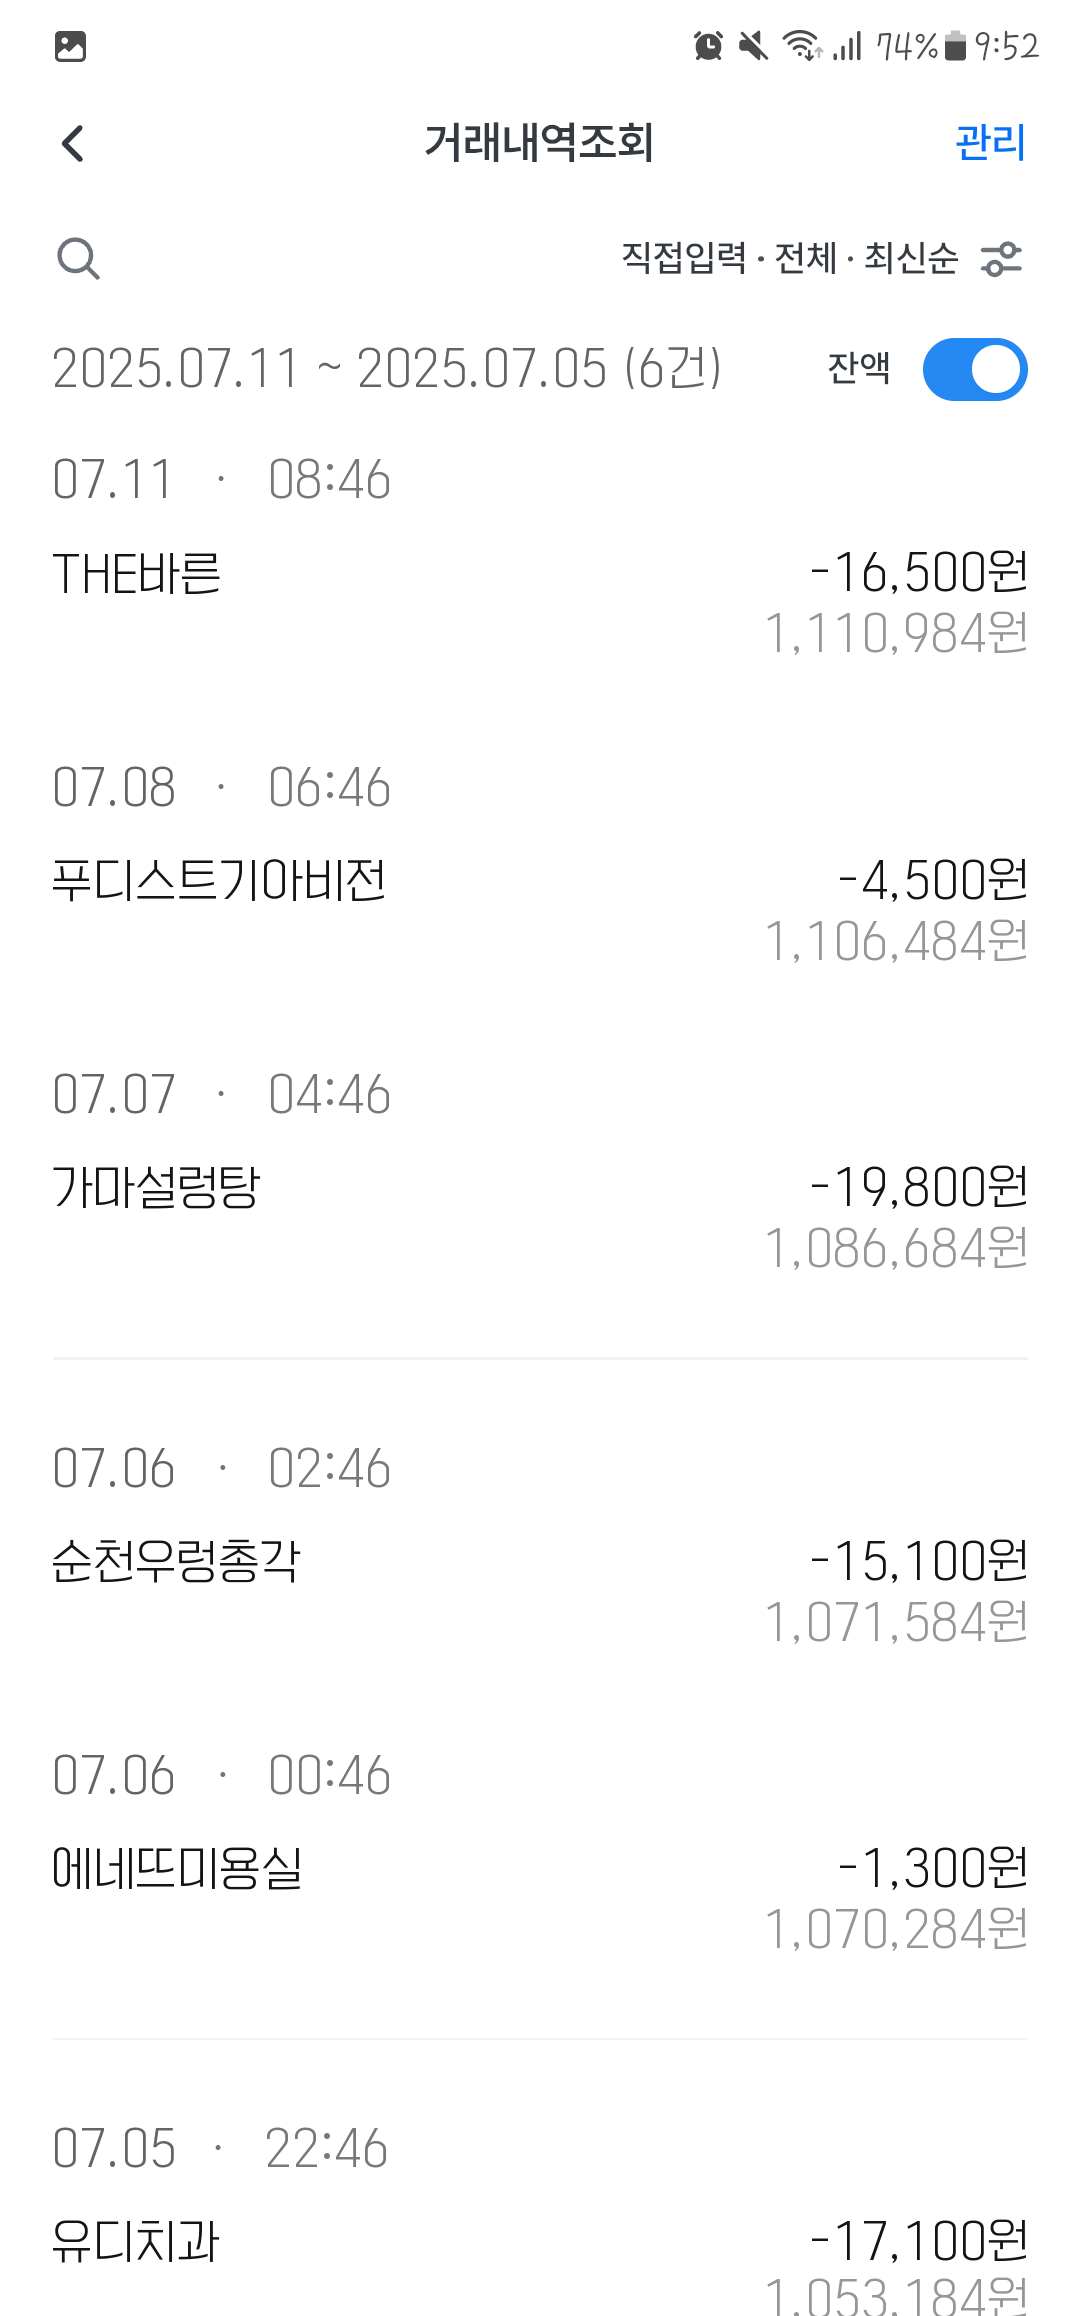 74% 9:52
거래내역조회 관리
직접입력 · 전체 · 최신순
2025.07.11 ~ 2025.07.05 (6건) 잔액
07.11 · 08:46
THE바른 -16,500원
1,110,984원
07.08 · 06:46
푸디스트기아비전 -4,500원
1,106,484원
07.07 · 04:46
가마설렁탕 -19,800원
1,086,684원
07.06 · 02:46
순천우렁총각 -15,100원
1,071,584원
07.06 · 00:46
에네뜨미용실 -1,300원
1,070,284원
07.05 · 22:46
유디치과 -17,100원
1,053,184원